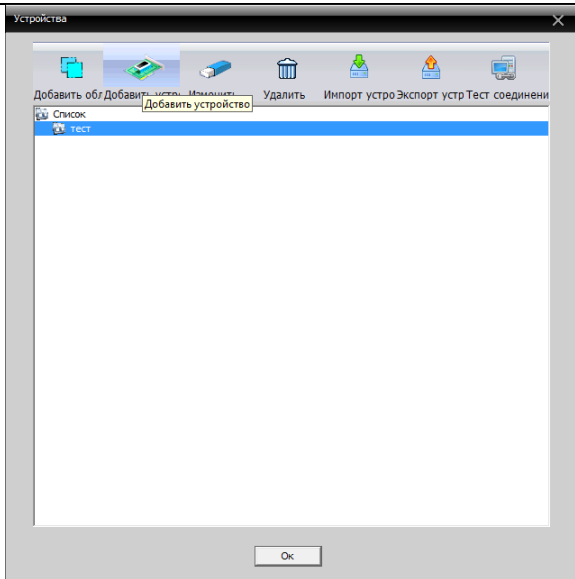 Устройства
Добавить обл Добавить устр Изменить Удалить Импорт устро Экспорт устр Тест соединени
Добавить устройство
Список
тест
Ок